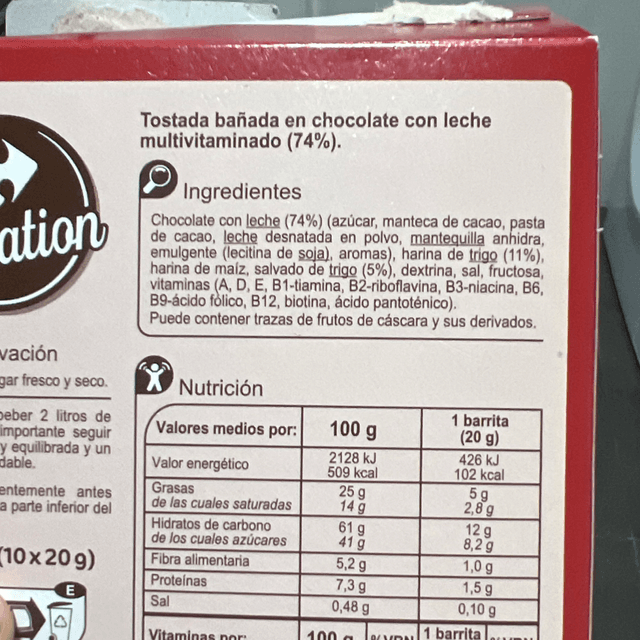 Tostada bañada en chocolate con leche
multivitaminado (74%).
Ingredientes
Chocolate con leche (74%) (azúcar, manteca de cacao, pasta
de cacao, leche desnatada en polvo, mantequilla anhidra,
emulgente (lecitina de soja), aromas), harina de trigo (11%),
harina de maíz, salvado de trigo (5%), dextrina, sal, fructosa,
vitaminas (A, D, E, B1-tiamina, B2-riboflavina, B3-niacina, B6,
B9-ácido fólico, B12, biotina, ácido pantoténico).
Puede contener trazas de frutos de cáscara y sus derivados.
ation
vación
gar fresco y seco.
beber 2 litros de
importante seguir
y equilibrada y un
dable.
entemente antes
a parte inferior del
(10x20g)
E
Nutrición
Valores medios por: 100 g 1 barrita (20 g)
Valor energético 2128 kJ 426 kJ
509 kcal 102 kcal
Grasas 25 g 5 g
de las cuales saturadas 14 g 2,8 g
Hidratos de carbono 61 g 12 g
de los cuales azúcares 41 g 8,2 g
Fibra alimentaria 5,2 g 1,0 g
Proteínas 7,3 g 1,5 g
Sal 0,48 g 0,10 g
Vitaminas por: 100 g %VRN 1 barrita